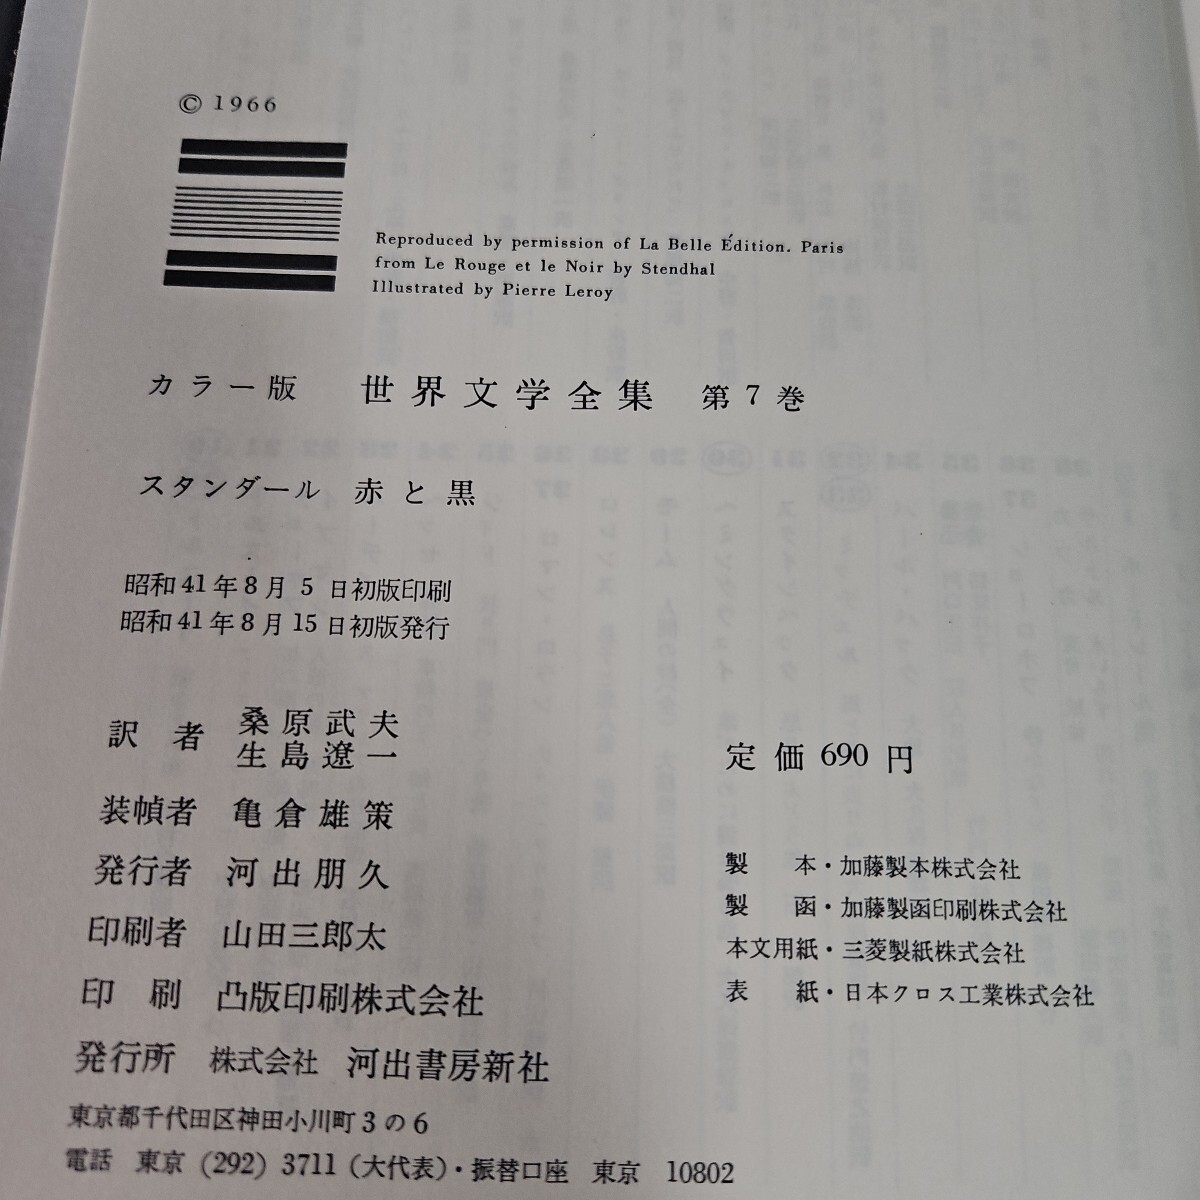 © 1966
Reproduced by permission of La Belle Édition. Paris
from Le Rouge et le Noir by Stendhal
Illustrated by Pierre Leroy
カラー版 世界文学全集 第7巻
スタンダール 赤と黒
昭和41年8月5日初版印刷
昭和41年8月15日初版発行
訳者 桑原武夫
生島遼一
装幀者 亀倉雄策
発行者 河出朋久
印刷者 山田三郎太
印刷 凸版印刷株式会社
発行所 株式会社 河出書房新社
東京都千代田区神田小川町3の6
電話 東京 (292) 3711 (大代表)・振替口座 東京 10802
定価690円
製本・加藤製本株式会社
製函・加藤製函印刷株式会社
本文用紙・三菱製紙株式会社
表紙・日本クロス工業株式会社